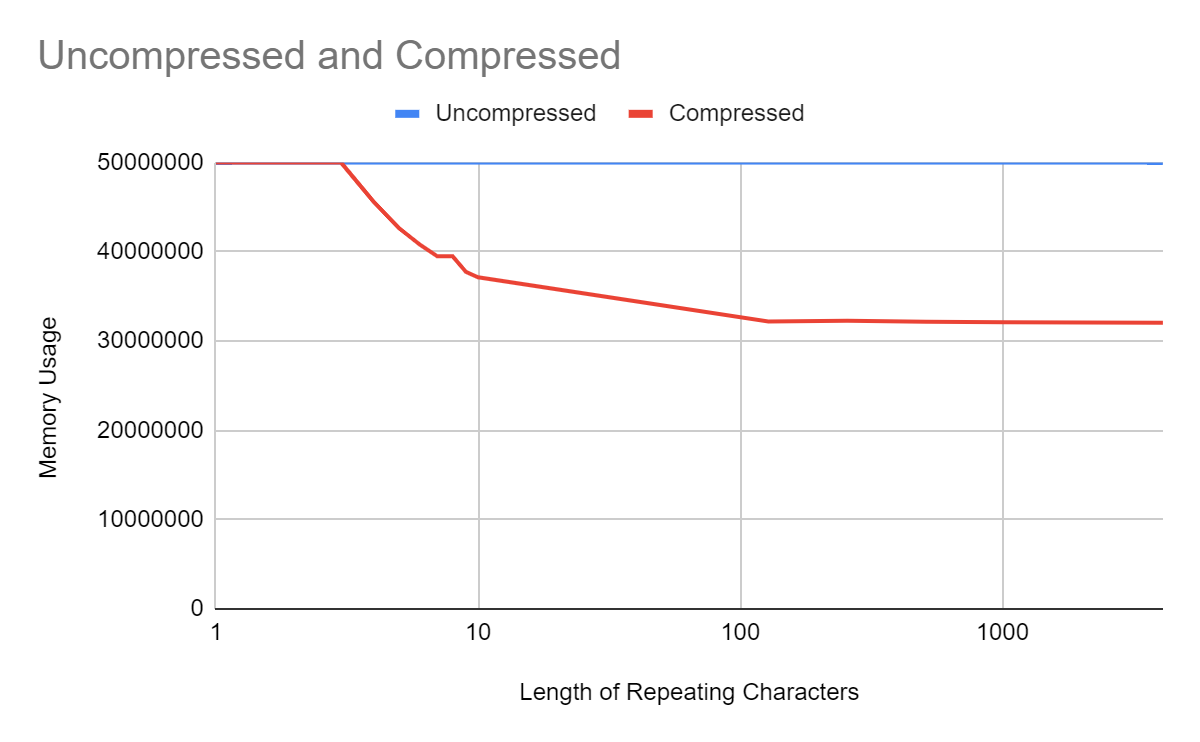 Uncompressed and Compressed
Uncompressed Compressed
50000000
40000000
30000000
20000000
10000000
0
Memory Usage
1 10 100 1000
Length of Repeating Characters